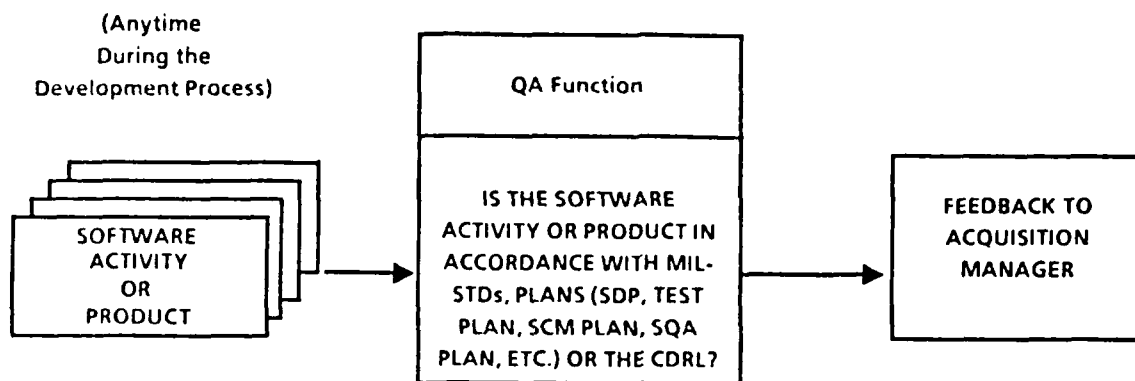 (Anytime
During the
Development Process)
SOFTWARE
ACTIVITY
OR
PRODUCT
QA Function
IS THE SOFTWARE
ACTIVITY OR PRODUCT IN
ACCORDANCE WITH MIL-
STDs, PLANS (SDP, TEST
PLAN, SCM PLAN, SQA
PLAN, ETC.) OR THE CDRL?
FEEDBACK TO
ACQUISITION
MANAGER